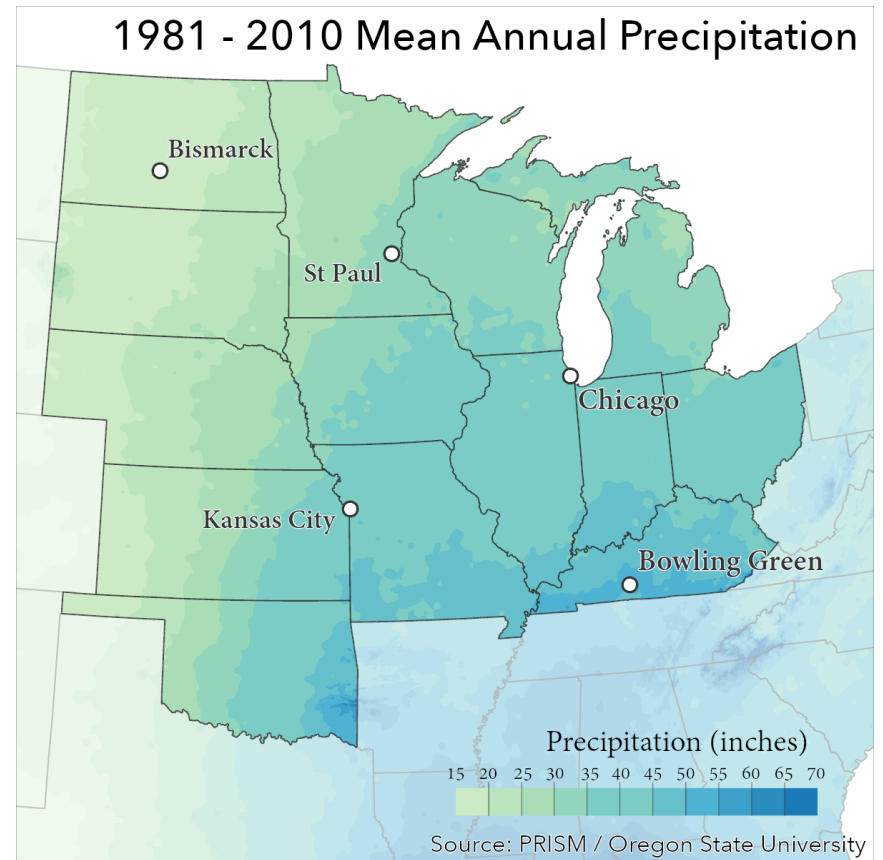 1981 - 2010 Mean Annual Precipitation
Bismarck
St Paul
Chicago
Kansas City
Bowling Green
Precipitation (inches)
15 20 25 30 35 40 45 50 55 60 65 70
Source: PRISM / Oregon State University